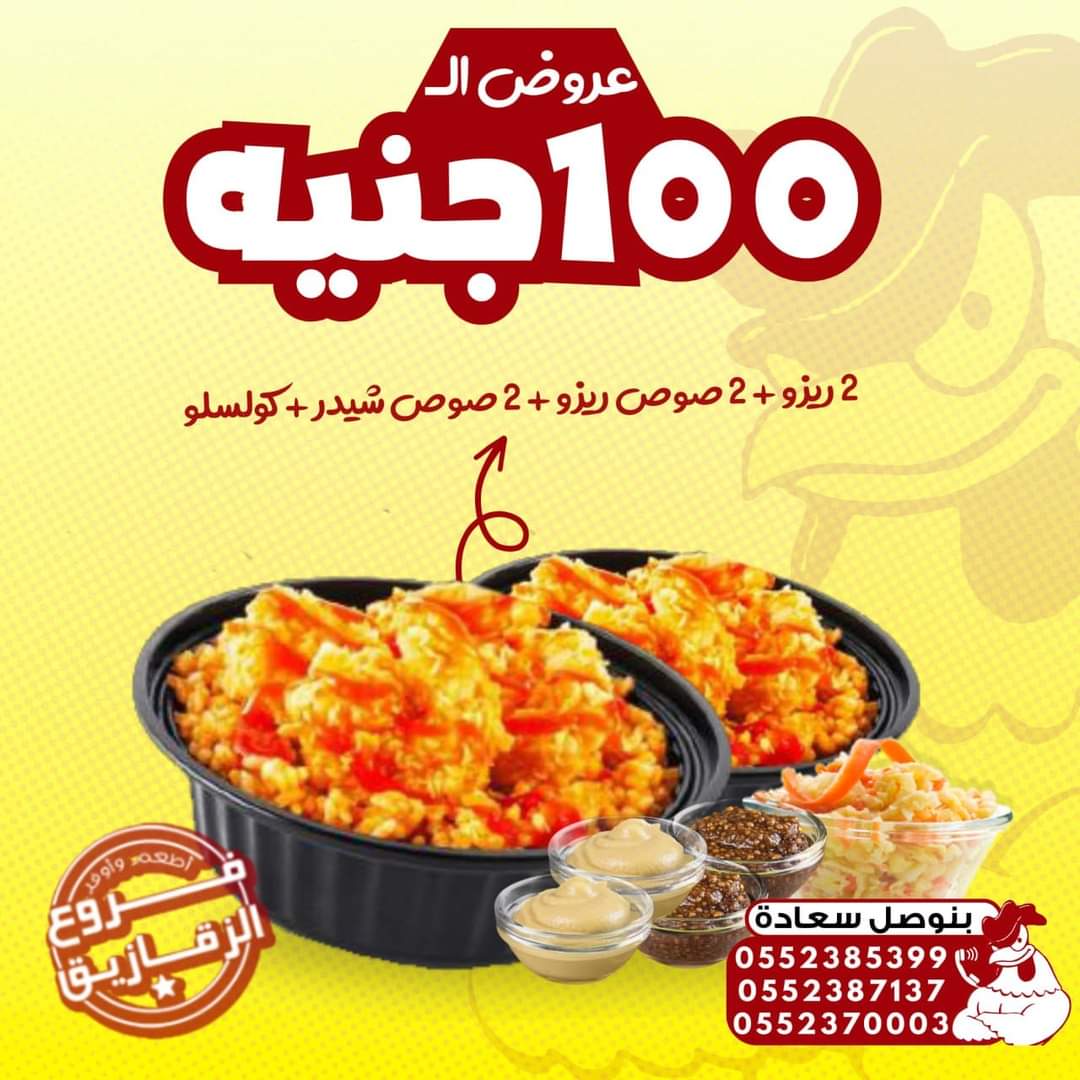 عروض الـ
100جنيه
2 ريزو + 2 صوص ريزو + 2 صوص شيدر + كولسلو
أطعم وأوفر
فروع
الزقازيق
بنوصل سعادة
0552385399
0552387137
0552370003